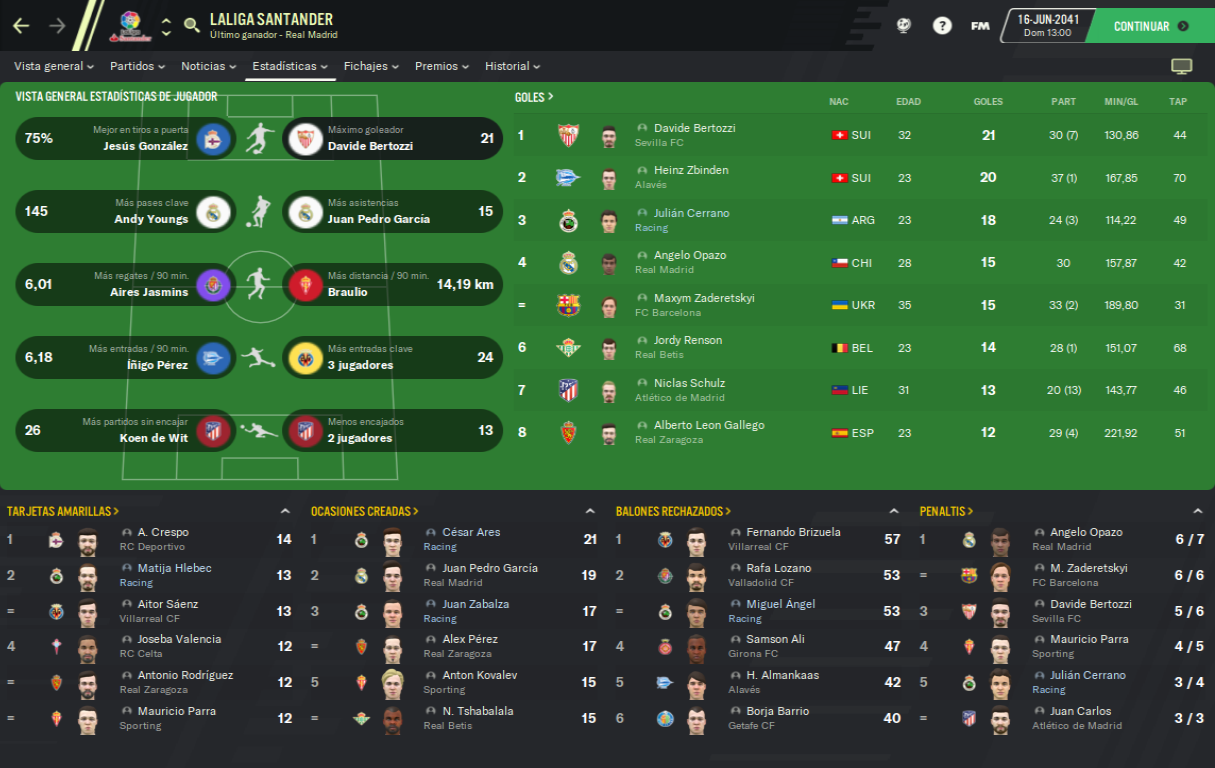 LALIGA SANTANDER
Último ganador - Real Madrid
?
FM
16-JUN-2041
Dom 13:00
CONTINUAR
Vista general
Partidos
Noticias
Estadísticas
Fichajes
Premios
Historial
VISTA GENERAL ESTADÍSTICAS DE JUGADOR
75%
Mejor en tiros a puerta
Jesús González
Máximo goleador
Davide Bertozzi
21
145
Más pases clave
Andy Youngs
Más asistencias
Juan Pedro García
15
6,01
Más regates / 90 min.
Aires Jasmins
Más distancia / 90 min.
Braulio
14,19 km
6,18
Más entradas / 90 min.
Íñigo Pérez
Más entradas clave
3 jugadores
24
26
Más partidos sin encajar
Koen de Wit
Menos encajados
2 jugadores
13
GOLES > NAC EDAD GOLES PART MIN/GL TAP
1 Davide Bertozzi SUI 32 21 30 (7) 130,86 44
Sevilla FC
2 Heinz Zbinden SUI 23 20 37 (1) 167,85 70
Alavés
3 Julián Cerrano ARG 23 18 24 (3) 114,22 49
Racing
4 Angelo Opazo CHI 28 15 30 157,87 42
Real Madrid
= Maxym Zaderetskyi UKR 35 15 33 (2) 189,80 31
FC Barcelona
6 Jordy Renson BEL 23 14 28 (1) 151,07 68
Real Betis
7 Niclas Schulz LIE 31 13 20 (13) 143,77 46
Atlético de Madrid
8 Alberto Leon Gallego ESP 23 12 29 (4) 221,92 51
Real Zaragoza
TARJETAS AMARILLAS >
1 A. Crespo 14
RC Deportivo
2 Matija Hlebec 13
Racing
= Aitor Sáenz 13
Villarreal CF
4 Joseba Valencia 12
RC Celta
= Antonio Rodríguez 12
Real Zaragoza
= Mauricio Parra 12
Sporting
OCASIONES CREADAS >
1 César Ares 21
Racing
2 Juan Pedro García 19
Real Madrid
3 Juan Zabalza 17
Racing
= Alex Pérez 17
Real Zaragoza
5 Anton Kovalev 15
Sporting
= N. Tshabalala 15
Real Betis
BALONES RECHAZADOS >
1 Fernando Brizuela 57
Villarreal CF
2 Rafa Lozano 53
Valladolid CF
= Miguel Ángel 53
Racing
4 Samson Ali 47
Girona FC
5 H. Almankaas 42
Alavés
6 Borja Barrio 40
Getafe CF
PENALTIS >
1 Angelo Opazo 6 / 7
Real Madrid
= M. Zaderetskyi 6 / 6
FC Barcelona
3 Davide Bertozzi 5 / 6
Sevilla FC
4 Mauricio Parra 4 / 5
Sporting
5 Julián Cerrano 3 / 4
Racing
= Juan Carlos 3 / 3
Atlético de Madrid